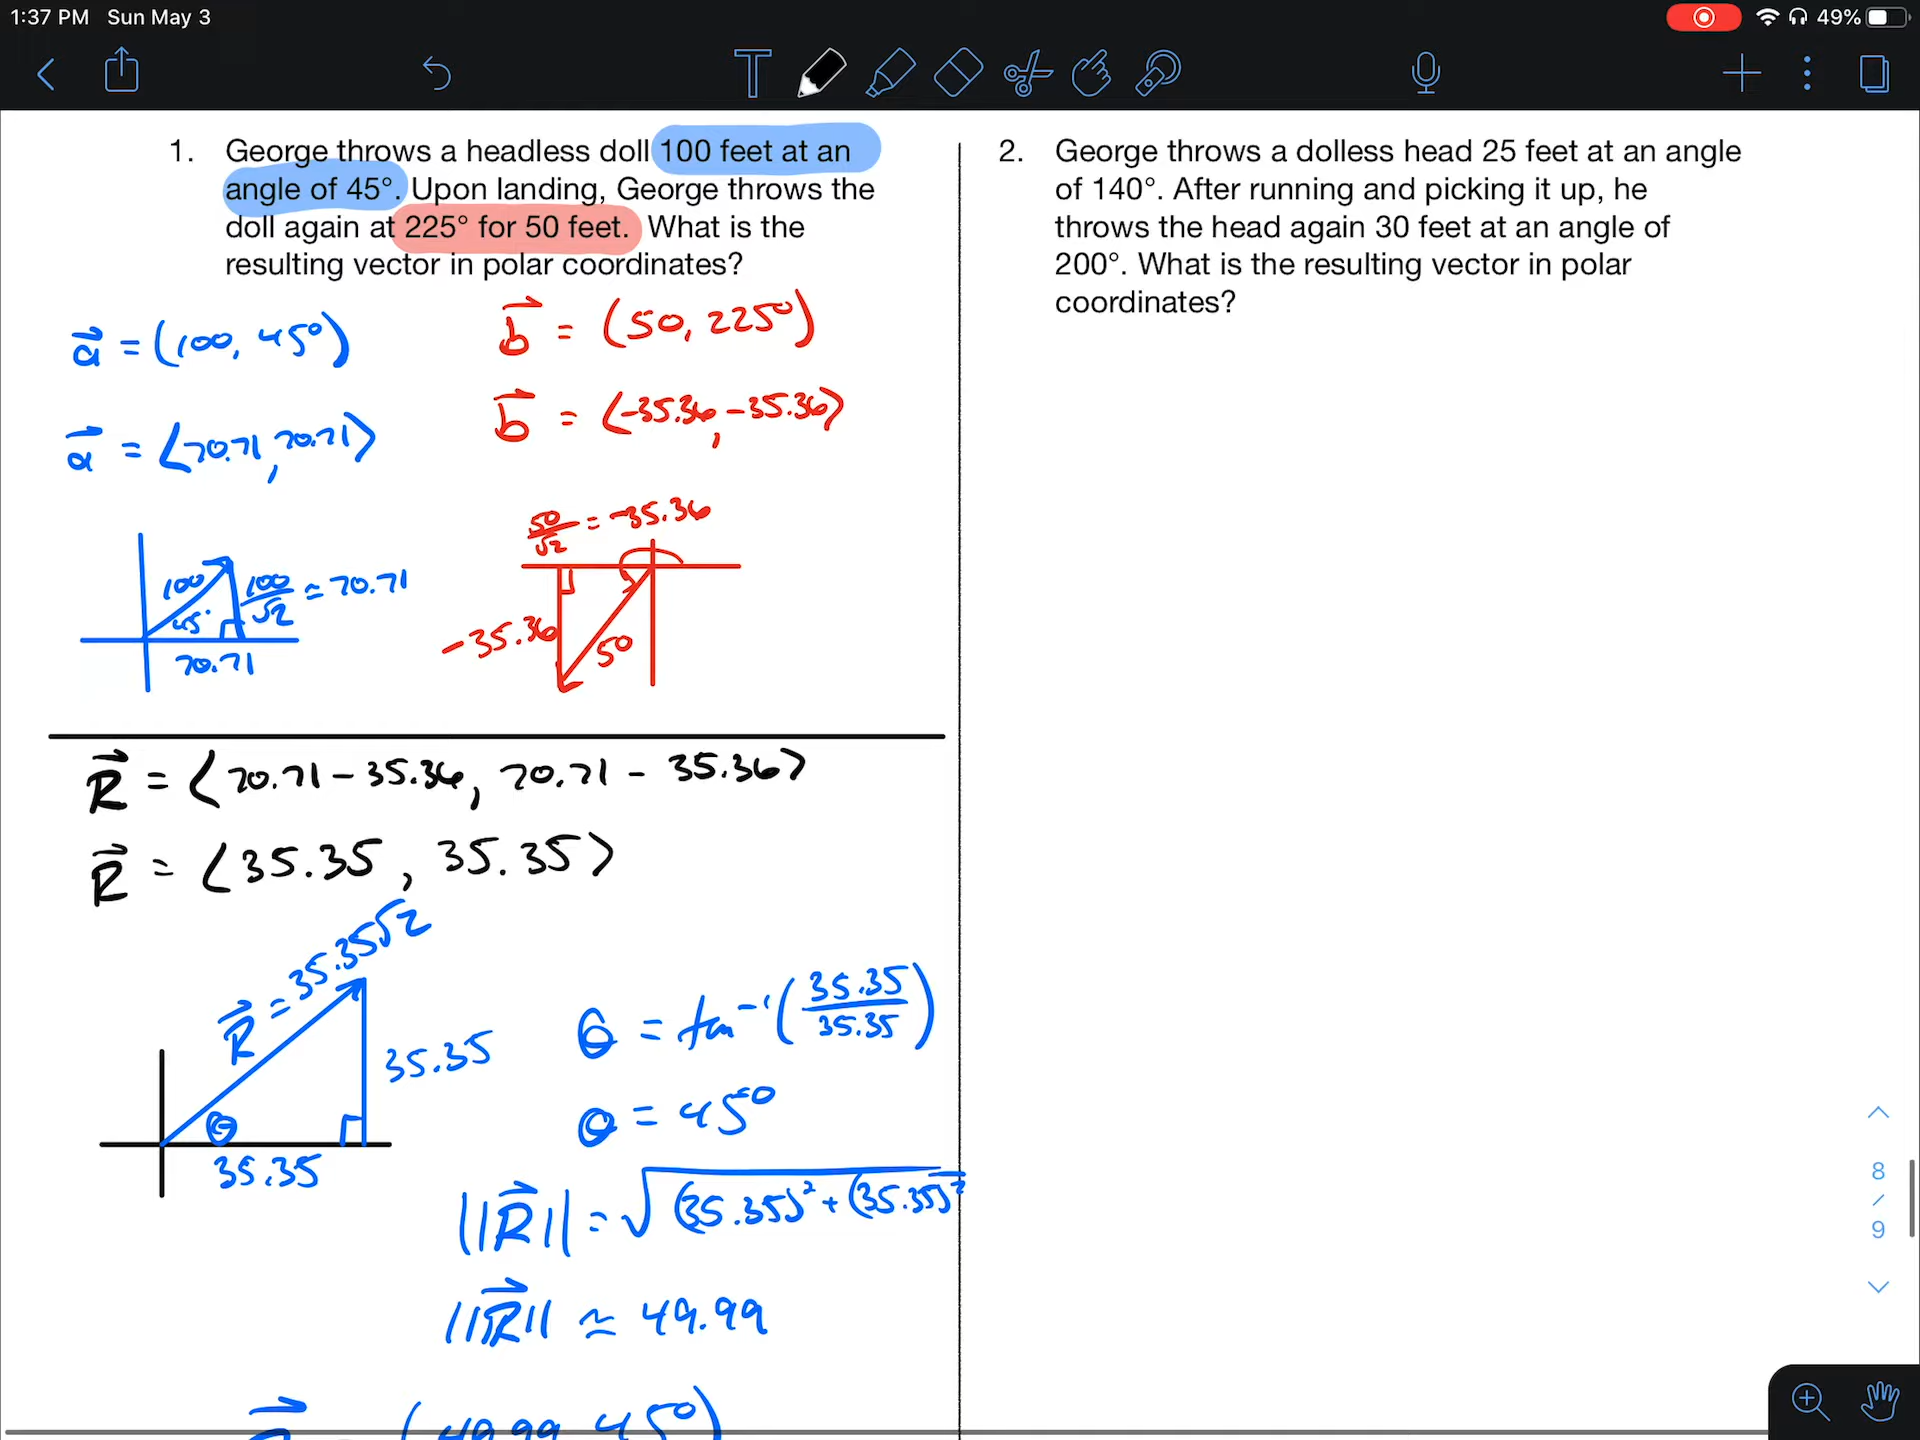 1:37 PM Sun May 3
49%
1. George throws a headless doll 100 feet at an
angle of 45°. Upon landing, George throws the
doll again at 225° for 50 feet. What is the
resulting vector in polar coordinates?
a⃗ = (100, 45°)
a⃗ = ⟨70.71, 70.71⟩
b⃗ = (50, 225°)
b⃗ = ⟨-35.36, -35.36⟩
100
45°
100/√2 ≈ 70.71
70.71
50/√2 = -35.36
-35.36
50
R⃗ = ⟨70.71 - 35.36, 70.71 - 35.36⟩
R⃗ = ⟨35.35, 35.35⟩
R⃗ = 35.35√2
35.35
θ
35.35
θ = tan⁻¹(35.35/35.35)
θ = 45°
||R⃗|| = √(35.35)² + (35.35)²
||R⃗|| ≈ 49.99
(49.99, 45°)
2. George throws a dolless head 25 feet at an angle
of 140°. After running and picking it up, he
throws the head again 30 feet at an angle of
200°. What is the resulting vector in polar
coordinates?
8
/
9